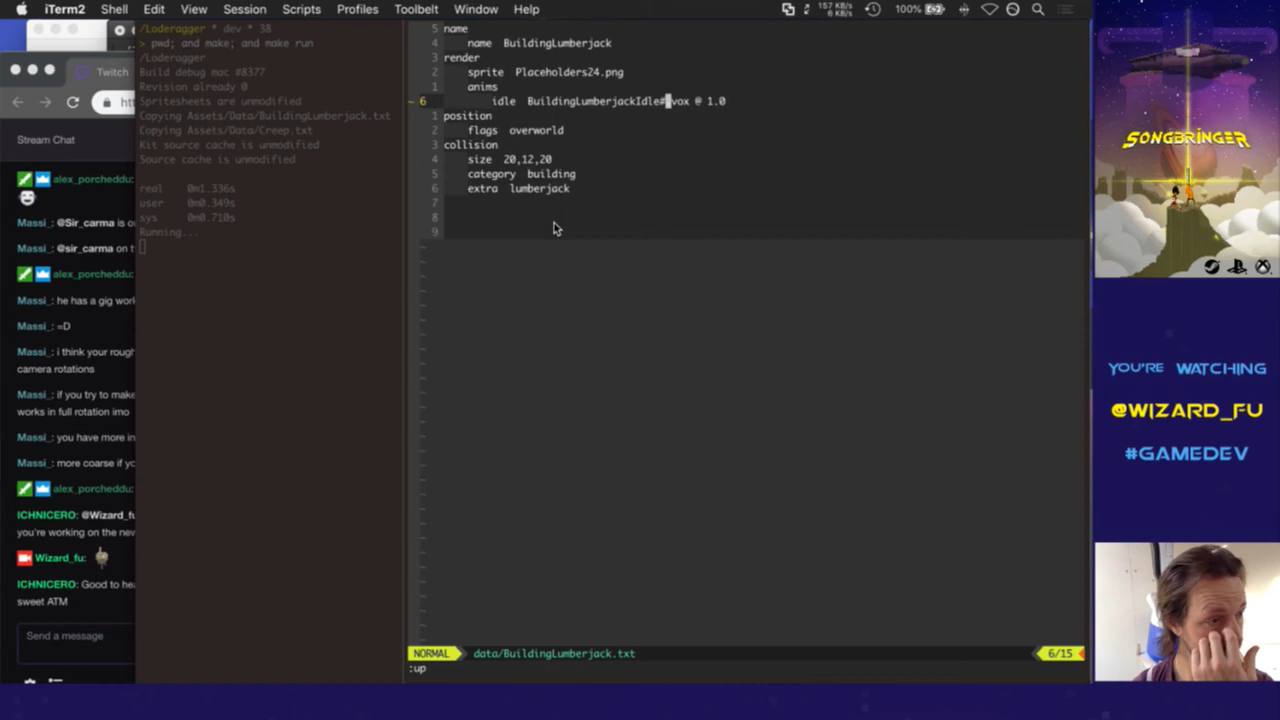 iTerm2 Shell Edit View Session Scripts Profiles Toolbelt Window Help
157 KB/s
6 KB/s
100%
Twitch
htt
Stream Chat
alex_porcheddu:
Massi_: @Sir_carma is o
Massi_: @sir_carma on t
alex_porcheddu:
Massi_: he has a gig wor
Massi_: =D
Massi_: i think your rough
camera rotations
Massi_: if you try to make
works in full rotation imo
Massi_: you have more in
Massi_: more coarse if yo
alex_porcheddu:
ICHNICERO: @Wizard_fu
you're working on the new
Wizard_fu:
ICHNICERO: Good to hea
sweet ATM
Send a message
/Loderagger * dev * 38
> pwd; and make; and make run
/Loderagger
Build debug mac #8377
Revision already 0
Spritesheets are unmodified
Copying Assets/Data/BuildingLumberjack.txt
Copying Assets/Data/Creep.txt
Kit source cache is unmodified
Source cache is unmodified
real 0m1.336s
user 0m0.349s
sys 0m0.710s
Running...
5 name
4 name BuildingLumberjack
3 render
2 sprite Placeholders24.png
1 anims
~ 6 idle BuildingLumberjackIdle# vox @ 1.0
1 position
2 flags overworld
3 collision
4 size 20,12,20
5 category building
6 extra lumberjack
7
8
9
NORMAL data/BuildingLumberjack.txt 6/15
:up
SONGBRINGER
YOU'RE WATCHING
@WIZARD_FU
#GAMEDEV